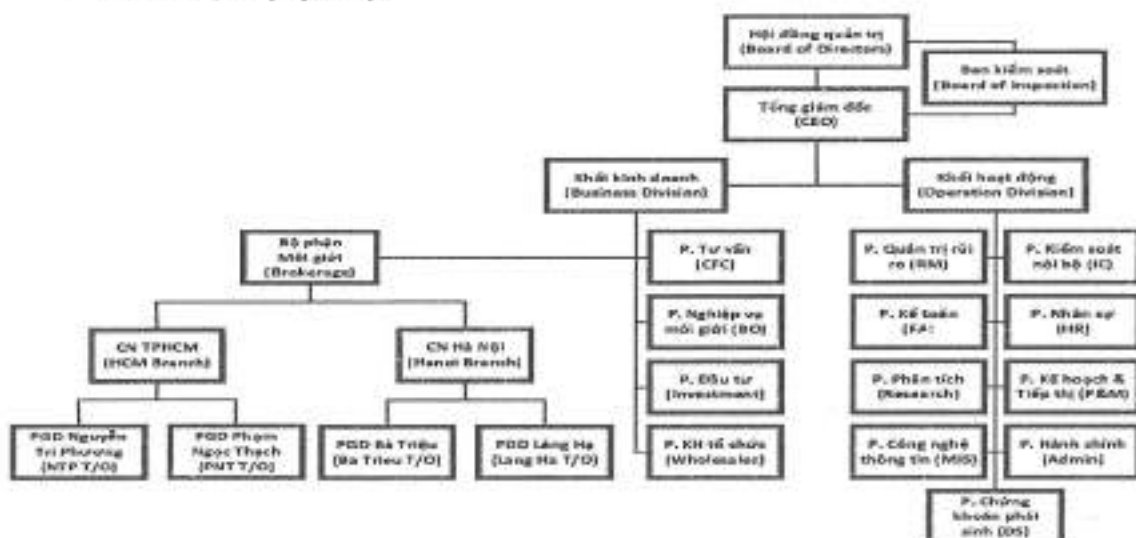 Hội đồng quản trị
(Board of Directors)
Ban kiểm soát
(Board of Inspection)
Tổng giám đốc
(CEO)
Khối kinh doanh
(Business Division)
Khối hoạt động
(Operation Division)
Bộ phận
Môi giới
(Brokerage)
P. Tư vấn
(CFC)
P. Quản trị rủi
ro (RM)
P. Kiểm soát
nội bộ (IC)
P. Nghiệp vụ
môi giới (BO)
P. Kế toán
(FA)
P. Nhân sự
(HR)
CN TPHCM
(HCM Branch)
CN Hà Nội
(Hanoi Branch)
P. Đầu tư
(Investment)
P. Phân tích
(Research)
P. Kế hoạch &
Tiếp thị (P&M)
PGD Nguyễn
Tri Phương
(NTP T/O)
PGD Phạm
Ngọc Thạch
(PNT T/O)
PGD Bà Triệu
(Ba Trieu T/O)
PGD Láng Hạ
(Lang Ha T/O)
P. KH tổ chức
(Wholesales)
P. Công nghệ
thông tin (MIS)
P. Hành chính
(Admin)
P. Chứng
khoán phái
sinh (DS)